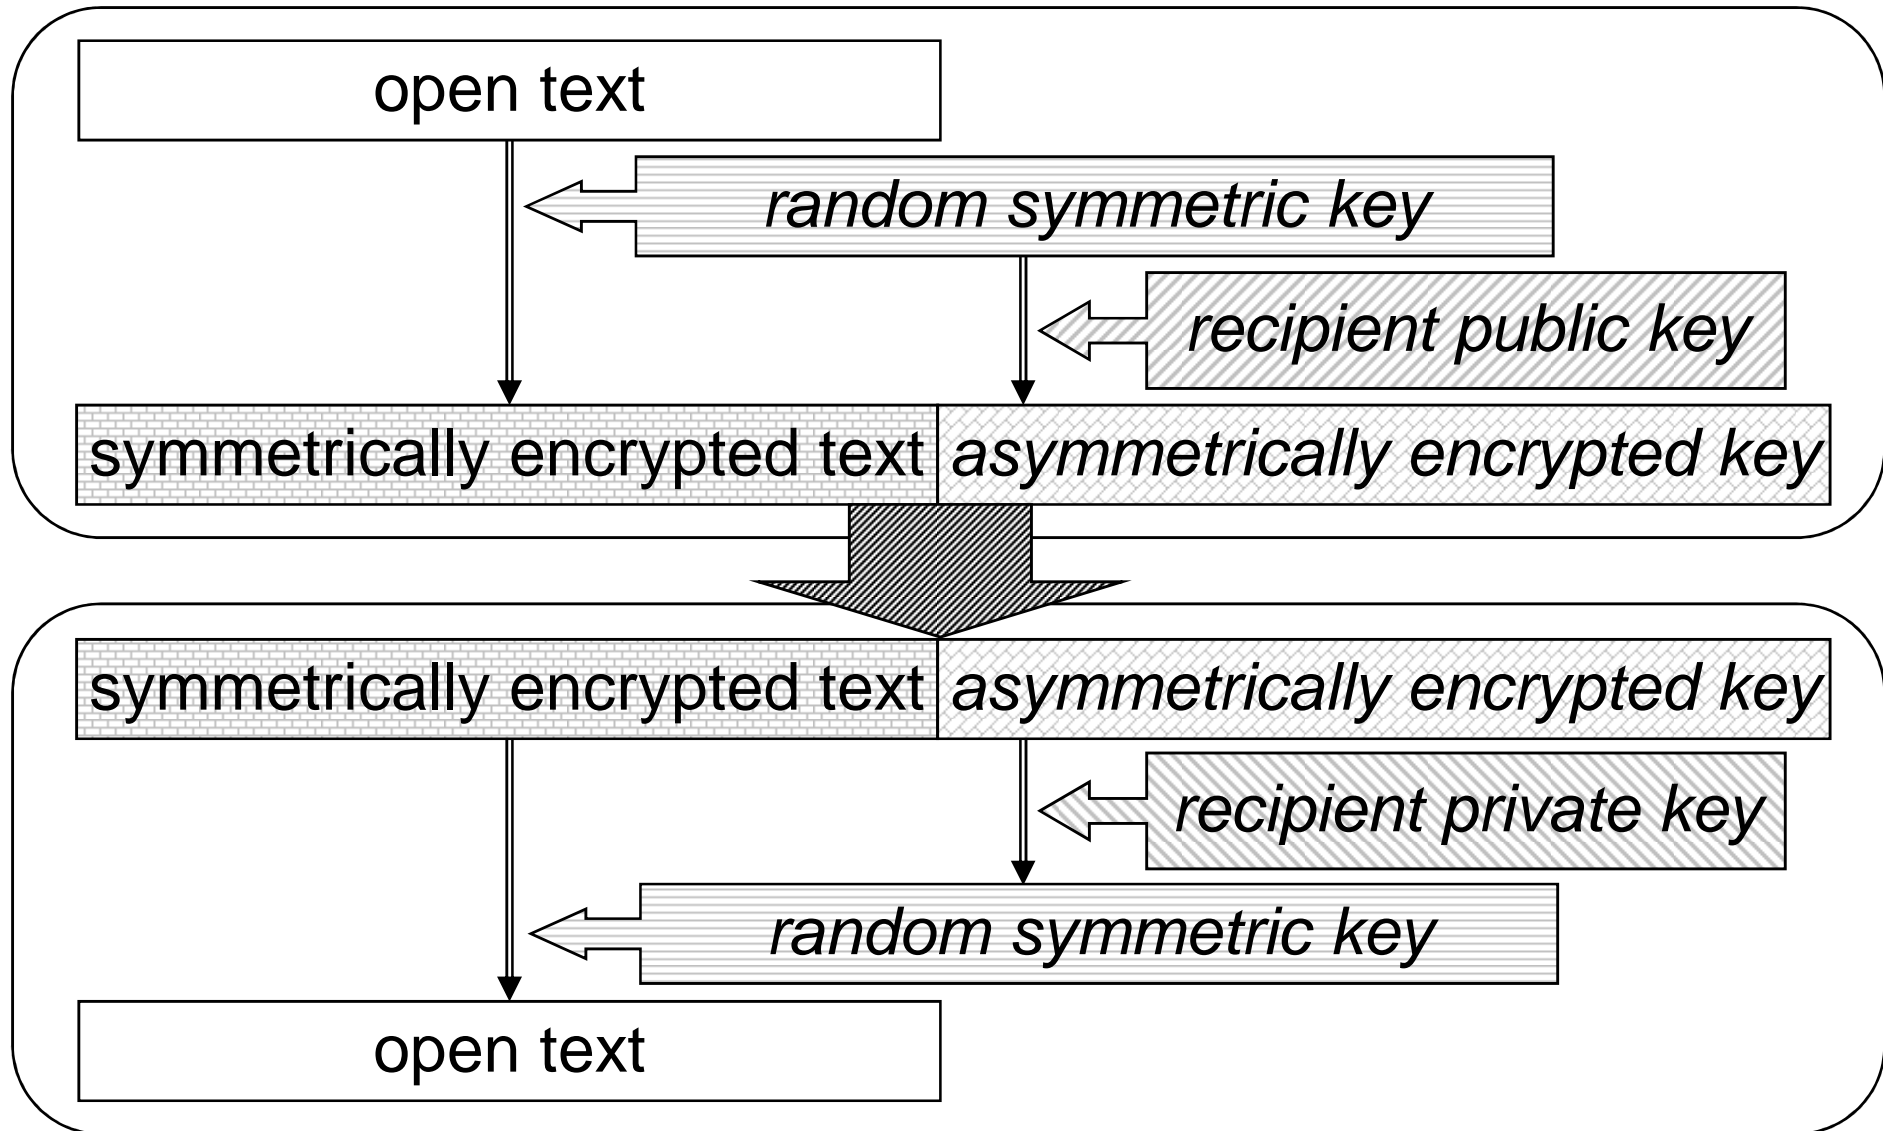 open text
random symmetric key
recipient public key
symmetrically encrypted text
asymmetrically encrypted key
symmetrically encrypted text
asymmetrically encrypted key
recipient private key
random symmetric key
open text